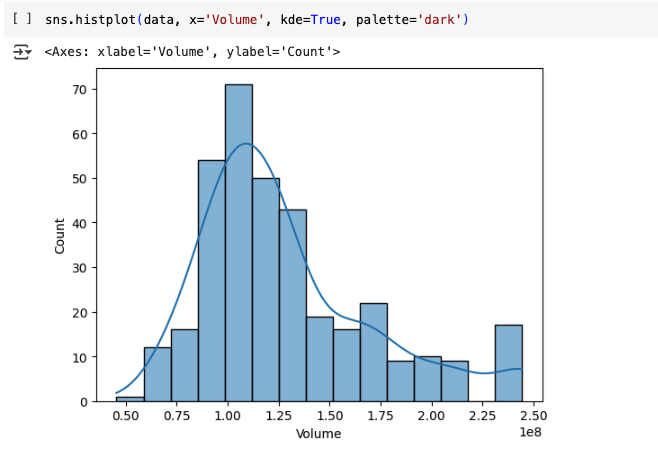 [ ] sns.histplot(data, x='Volume', kde=True, palette='dark')
<Axes: xlabel='Volume', ylabel='Count'>
70
60
50
40
30
20
10
0
Count
0.50 0.75 1.00 1.25 1.50 1.75 2.00 2.25 2.50
1e8
Volume